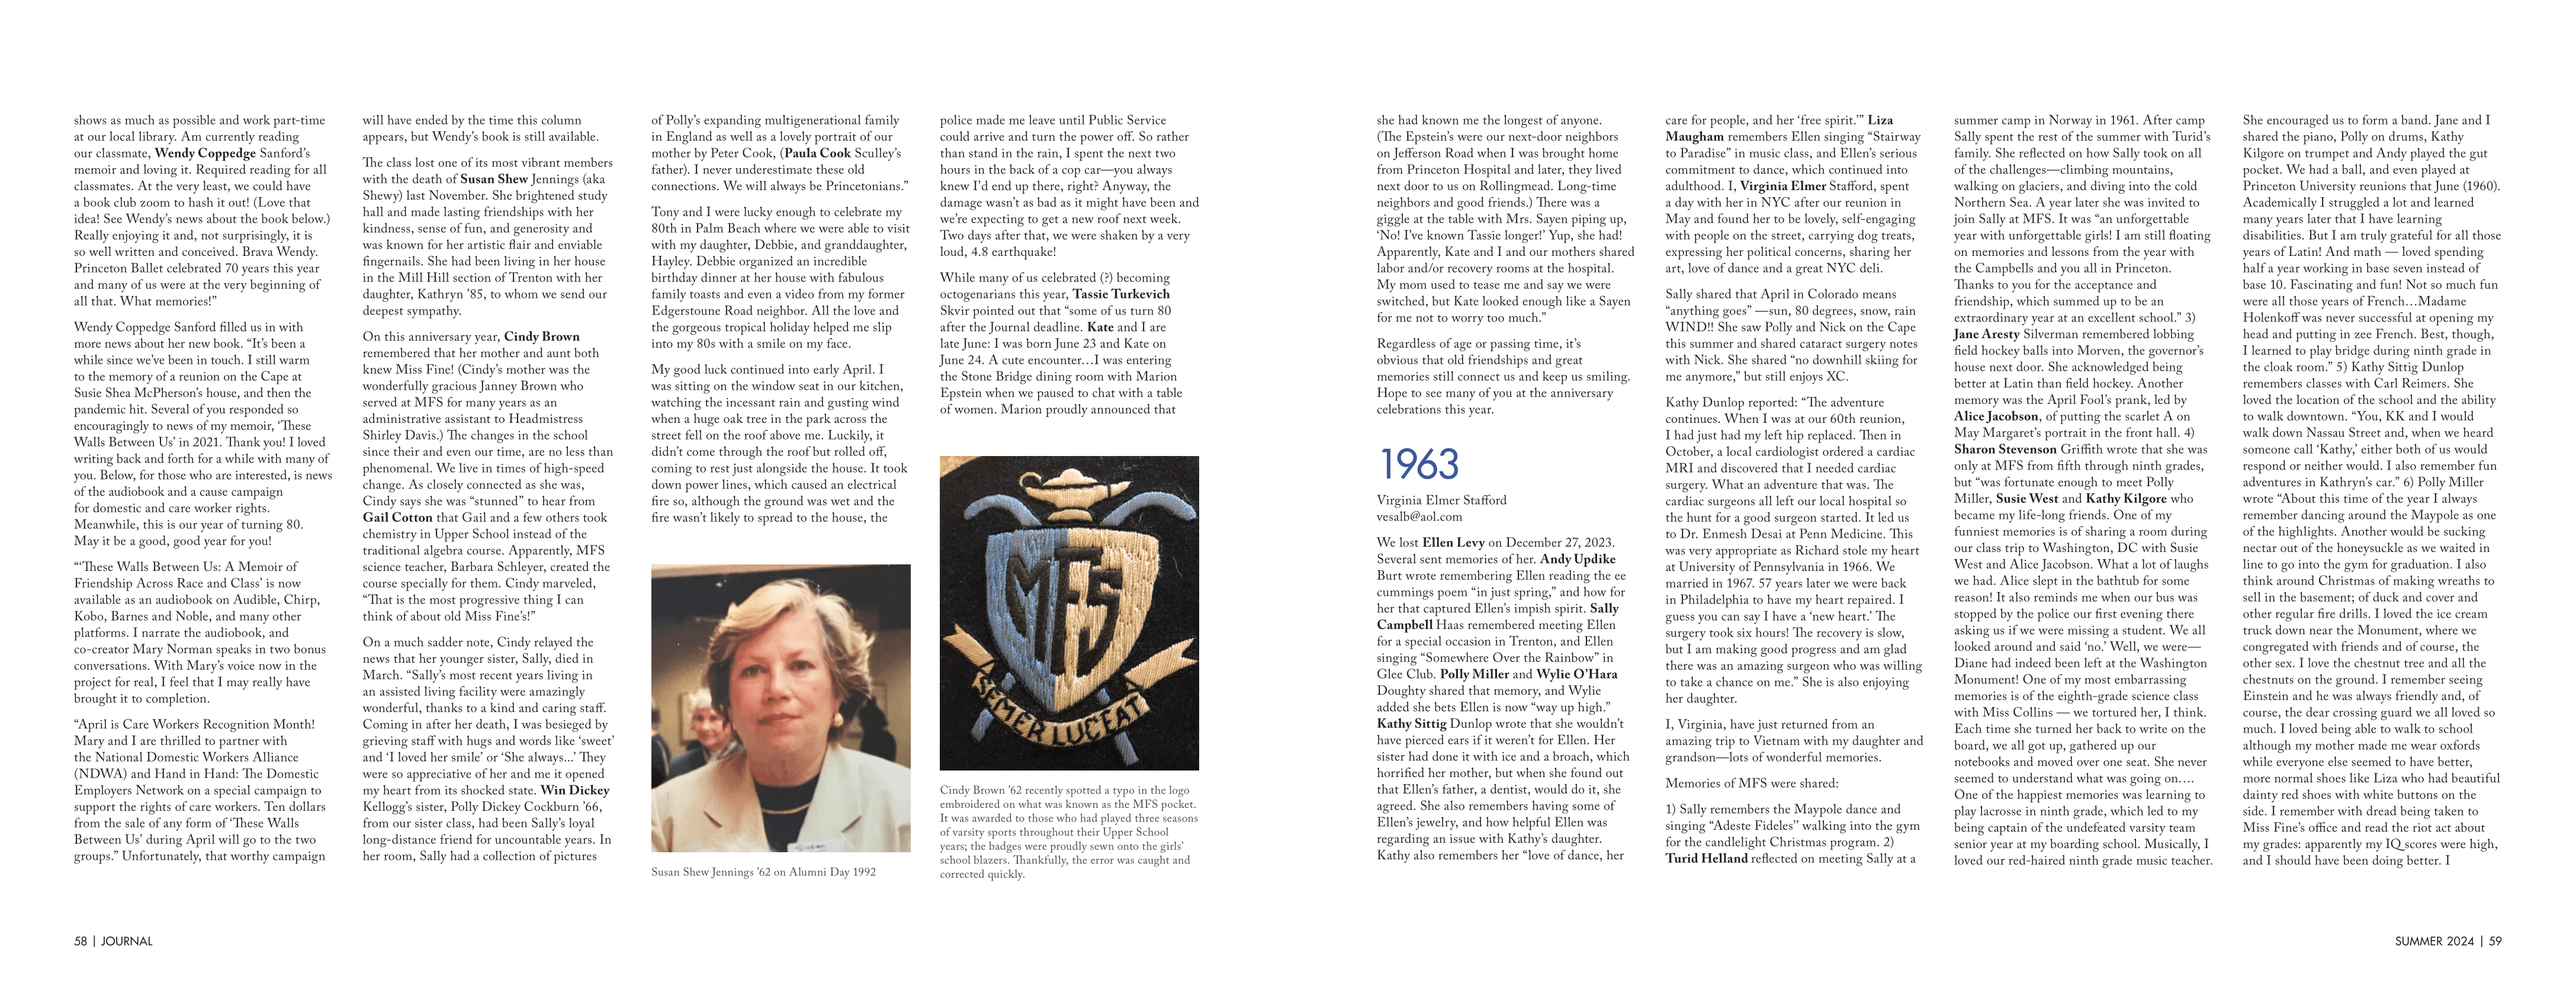 shows as much as possible and work part-time
at our local library. Am currently reading
our classmate, Wendy Coppedge Sanford’s
memoir and loving it. Required reading for all
classmates. At the very least, we could have
a book club zoom to hash it out! (Love that
idea! See Wendy’s news about the book below.)
Really enjoying it and, not surprisingly, it is
so well written and conceived. Brava Wendy.
Princeton Ballet celebrated 70 years this year
and many of us were at the very beginning of
all that. What memories!”
Wendy Coppedge Sanford filled us in with
more news about her new book. “It’s been a
while since we’ve been in touch. I still warm
to the memory of a reunion on the Cape at
Susie Shea McPherson’s house, and then the
pandemic hit. Several of you responded so
encouragingly to news of my memoir, ‘These
Walls Between Us’ in 2021. Thank you! I loved
writing back and forth for a while with many of
you. Below, for those who are interested, is news
of the audiobook and a cause campaign
for domestic and care worker rights.
Meanwhile, this is our year of turning 80.
May it be a good, good year for you!
“‘These Walls Between Us: A Memoir of
Friendship Across Race and Class’ is now
available as an audiobook on Audible, Chirp,
Kobo, Barnes and Noble, and many other
platforms. I narrate the audiobook, and
co-creator Mary Norman speaks in two bonus
conversations. With Mary’s voice now in the
project for real, I feel that I may really have
brought it to completion.
“April is Care Workers Recognition Month!
Mary and I are thrilled to partner with
the National Domestic Workers Alliance
(NDWA) and Hand in Hand: The Domestic
Employers Network on a special campaign to
support the rights of care workers. Ten dollars
from the sale of any form of ‘These Walls
Between Us’ during April will go to the two
groups.” Unfortunately, that worthy campaign
will have ended by the time this column
appears, but Wendy’s book is still available.
The class lost one of its most vibrant members
with the death of Susan Shew Jennings (aka
Shewy) last November. She brightened study
hall and made lasting friendships with her
kindness, sense of fun, and generosity and
was known for her artistic flair and enviable
fingernails. She had been living in her house
in the Mill Hill section of Trenton with her
daughter, Kathryn ’85, to whom we send our
deepest sympathy.
On this anniversary year, Cindy Brown
remembered that her mother and aunt both
knew Miss Fine! (Cindy’s mother was the
wonderfully gracious Janney Brown who
served at MFS for many years as an
administrative assistant to Headmistress
Shirley Davis.) The changes in the school
since their and even our time, are no less than
phenomenal. We live in times of high-speed
change. As closely connected as she was,
Cindy says she was “stunned” to hear from
Gail Cotton that Gail and a few others took
chemistry in Upper School instead of the
traditional algebra course. Apparently, MFS
science teacher, Barbara Schleyer, created the
course specially for them. Cindy marveled,
“That is the most progressive thing I can
think of about old Miss Fine’s!”
On a much sadder note, Cindy relayed the
news that her younger sister, Sally, died in
March. “Sally’s most recent years living in
an assisted living facility were amazingly
wonderful, thanks to a kind and caring staff.
Coming in after her death, I was besieged by
grieving staff with hugs and words like ‘sweet’
and ‘I loved her smile’ or ‘She always...’ They
were so appreciative of her and me it opened
my heart from its shocked state. Win Dickey
Kellogg’s sister, Polly Dickey Cockburn ’66,
from our sister class, had been Sally’s loyal
long-distance friend for uncountable years. In
her room, Sally had a collection of pictures
of Polly’s expanding multigenerational family
in England as well as a lovely portrait of our
mother by Peter Cook, (Paula Cook Sculley’s
father). I never underestimate these old
connections. We will always be Princetonians.”
Tony and I were lucky enough to celebrate my
80th in Palm Beach where we were able to visit
with my daughter, Debbie, and granddaughter,
Hayley. Debbie organized an incredible
birthday dinner at her house with fabulous
family toasts and even a video from my former
Edgerstoune Road neighbor. All the love and
the gorgeous tropical holiday helped me slip
into my 80s with a smile on my face.
My good luck continued into early April. I
was sitting on the window seat in our kitchen,
watching the incessant rain and gusting wind
when a huge oak tree in the park across the
street fell on the roof above me. Luckily, it
didn’t come through the roof but rolled off,
coming to rest just alongside the house. It took
down power lines, which caused an electrical
fire so, although the ground was wet and the
fire wasn’t likely to spread to the house, the
Susan Shew Jennings ’62 on Alumni Day 1992
police made me leave until Public Service
could arrive and turn the power off. So rather
than stand in the rain, I spent the next two
hours in the back of a cop car—you always
knew I’d end up there, right? Anyway, the
damage wasn’t as bad as it might have been and
we’re expecting to get a new roof next week.
Two days after that, we were shaken by a very
loud, 4.8 earthquake!
While many of us celebrated (?) becoming
octogenarians this year, Tassie Turkevich
Skvir pointed out that “some of us turn 80
after the Journal deadline. Kate and I are
late June: I was born June 23 and Kate on
June 24. A cute encounter…I was entering
the Stone Bridge dining room with Marion
Epstein when we paused to chat with a table
of women. Marion proudly announced that
MFS
SEMER LUCEAT
Cindy Brown ’62 recently spotted a typo in the logo
embroidered on what was known as the MFS pocket.
It was awarded to those who had played three seasons
of varsity sports throughout their Upper School
years; the badges were proudly sewn onto the girls’
school blazers. Thankfully, the error was caught and
corrected quickly.
58 | JOURNAL
she had known me the longest of anyone.
(The Epstein’s were our next-door neighbors
on Jefferson Road when I was brought home
from Princeton Hospital and later, they lived
next door to us on Rollingmead. Long-time
neighbors and good friends.) There was a
giggle at the table with Mrs. Sayen piping up,
‘No! I’ve known Tassie longer!’ Yup, she had!
Apparently, Kate and I and our mothers shared
labor and/or recovery rooms at the hospital.
My mom used to tease me and say we were
switched, but Kate looked enough like a Sayen
for me not to worry too much.”
Regardless of age or passing time, it’s
obvious that old friendships and great
memories still connect us and keep us smiling.
Hope to see many of you at the anniversary
celebrations this year.
1963
Virginia Elmer Stafford
vesalb@aol.com
We lost Ellen Levy on December 27, 2023.
Several sent memories of her. Andy Updike
Burt wrote remembering Ellen reading the ee
cummings poem “in just spring,” and how for
her that captured Ellen’s impish spirit. Sally
Campbell Haas remembered meeting Ellen
for a special occasion in Trenton, and Ellen
singing “Somewhere Over the Rainbow” in
Glee Club. Polly Miller and Wylie O’Hara
Doughty shared that memory, and Wylie
added she bets Ellen is now “way up high.”
Kathy Sittig Dunlop wrote that she wouldn’t
have pierced ears if it weren’t for Ellen. Her
sister had done it with ice and a broach, which
horrified her mother, but when she found out
that Ellen’s father, a dentist, would do it, she
agreed. She also remembers having some of
Ellen’s jewelry, and how helpful Ellen was
regarding an issue with Kathy’s daughter.
Kathy also remembers her “love of dance, her
care for people, and her ‘free spirit.’” Liza
Maugham remembers Ellen singing “Stairway
to Paradise” in music class, and Ellen’s serious
commitment to dance, which continued into
adulthood. I, Virginia Elmer Stafford, spent
a day with her in NYC after our reunion in
May and found her to be lovely, self-engaging
with people on the street, carrying dog treats,
expressing her political concerns, sharing her
art, love of dance and a great NYC deli.
Sally shared that April in Colorado means
“anything goes” —sun, 80 degrees, snow, rain
WIND!! She saw Polly and Nick on the Cape
this summer and shared cataract surgery notes
with Nick. She shared “no downhill skiing for
me anymore,” but still enjoys XC.
Kathy Dunlop reported: “The adventure
continues. When I was at our 60th reunion,
I had just had my left hip replaced. Then in
October, a local cardiologist ordered a cardiac
MRI and discovered that I needed cardiac
surgery. What an adventure that was. The
cardiac surgeons all left our local hospital so
the hunt for a good surgeon started. It led us
to Dr. Enmesh Desai at Penn Medicine. This
was very appropriate as Richard stole my heart
at University of Pennsylvania in 1966. We
married in 1967. 57 years later we were back
in Philadelphia to have my heart repaired. I
guess you can say I have a ‘new heart.’ The
surgery took six hours! The recovery is slow,
but I am making good progress and am glad
there was an amazing surgeon who was willing
to take a chance on me.” She is also enjoying
her daughter.
I, Virginia, have just returned from an
amazing trip to Vietnam with my daughter and
grandson—lots of wonderful memories.
Memories of MFS were shared:
1) Sally remembers the Maypole dance and
singing “Adeste Fideles” walking into the gym
for the candlelight Christmas program. 2)
Turid Helland reflected on meeting Sally at a
summer camp in Norway in 1961. After camp
Sally spent the rest of the summer with Turid’s
family. She reflected on how Sally took on all
of the challenges—climbing mountains,
walking on glaciers, and diving into the cold
Northern Sea. A year later she was invited to
join Sally at MFS. It was “an unforgettable
year with unforgettable girls! I am still floating
on memories and lessons from the year with
the Campbells and you all in Princeton.
Thanks to you for the acceptance and
friendship, which summed up to be an
extraordinary year at an excellent school.” 3)
Jane Aresty Silverman remembered lobbing
field hockey balls into Morven, the governor’s
house next door. She acknowledged being
better at Latin than field hockey. Another
memory was the April Fool’s prank, led by
Alice Jacobson, of putting the scarlet A on
May Margaret’s portrait in the front hall. 4)
Sharon Stevenson Griffith wrote that she was
only at MFS from fifth through ninth grades,
but “was fortunate enough to meet Polly
Miller, Susie West and Kathy Kilgore who
became my life-long friends. One of my
funniest memories is of sharing a room during
our class trip to Washington, DC with Susie
West and Alice Jacobson. What a lot of laughs
we had. Alice slept in the bathtub for some
reason! It also reminds me when our bus was
stopped by the police our first evening there
asking us if we were missing a student. We all
looked around and said ‘no.’ Well, we were—
Diane had indeed been left at the Washington
Monument! One of my most embarrassing
memories is of the eighth-grade science class
with Miss Collins — we tortured her, I think.
Each time she turned her back to write on the
board, we all got up, gathered up our
notebooks and moved over one seat. She never
seemed to understand what was going on….
One of the happiest memories was learning to
play lacrosse in ninth grade, which led to my
being captain of the undefeated varsity team
senior year at my boarding school. Musically, I
loved our red-haired ninth grade music teacher.
She encouraged us to form a band. Jane and I
shared the piano, Polly on drums, Kathy
Kilgore on trumpet and Andy played the gut
pocket. We had a ball, and even played at
Princeton University reunions that June (1960).
Academically I struggled a lot and learned
many years later that I have learning
disabilities. But I am truly grateful for all those
years of Latin! And math — loved spending
half a year working in base seven instead of
base 10. Fascinating and fun! Not so much fun
were all those years of French…Madame
Holenkoff was never successful at opening my
head and putting in zee French. Best, though,
I learned to play bridge during ninth grade in
the cloak room.” 5) Kathy Sittig Dunlop
remembers classes with Carl Reimers. She
loved the location of the school and the ability
to walk downtown. “You, KK and I would
walk down Nassau Street and, when we heard
someone call ‘Kathy,’ either both of us would
respond or neither would. I also remember fun
adventures in Kathryn’s car.” 6) Polly Miller
wrote “About this time of the year I always
remember dancing around the Maypole as one
of the highlights. Another would be sucking
nectar out of the honeysuckle as we waited in
line to go into the gym for graduation. I also
think around Christmas of making wreaths to
sell in the basement; of duck and cover and
other regular fire drills. I loved the ice cream
truck down near the Monument, where we
congregated with friends and of course, the
other sex. I love the chestnut tree and all the
chestnuts on the ground. I remember seeing
Einstein and he was always friendly and, of
course, the dear crossing guard we all loved so
much. I loved being able to walk to school
although my mother made me wear oxfords
while everyone else seemed to have better,
more normal shoes like Liza who had beautiful
dainty red shoes with white buttons on the
side. I remember with dread being taken to
Miss Fine’s office and read the riot act about
my grades: apparently my IQ scores were high,
and I should have been doing better. I
SUMMER 2024 | 59